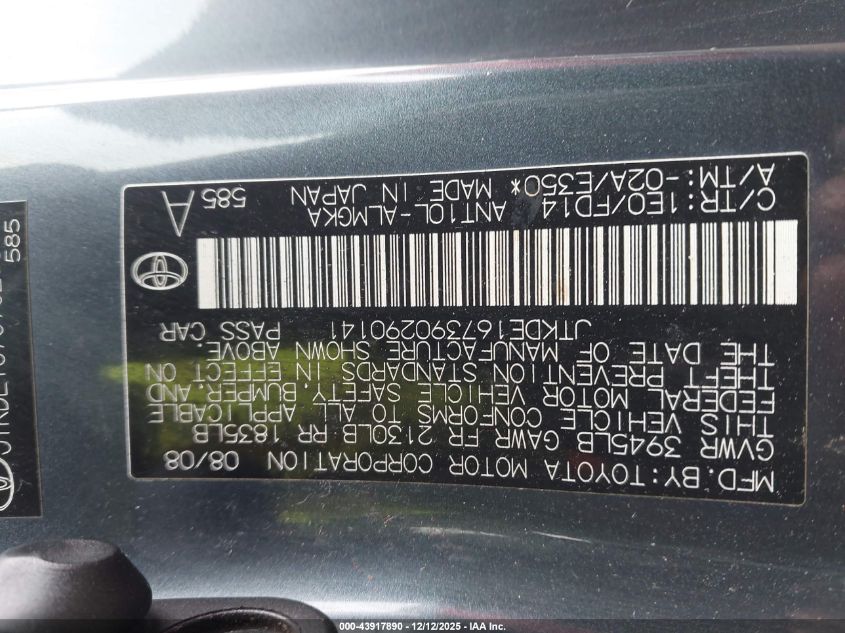 MFD. BY:TOYOTA MOTOR CORPORATION 08/08
GVWR 3945LB GAWR FR 2130LB RR 1835LB
THIS VEHICLE CONFORMS TO ALL APPLICABLE
FEDERAL MOTOR VEHICLE SAFETY, BUMPER, AND
THEFT PREVENTION STANDARDS IN EFFECT ON
THE DATE OF MANUFACTURE SHOWN ABOVE.
JTKDE167390290141 PASS CAR
C/TR:1E0/FD14 ANT10L-ALMGKA
A/TM:-02A/E350* MADE IN JAPAN 585
A
585
000-43917890 - 12/12/2025 - IAA Inc.